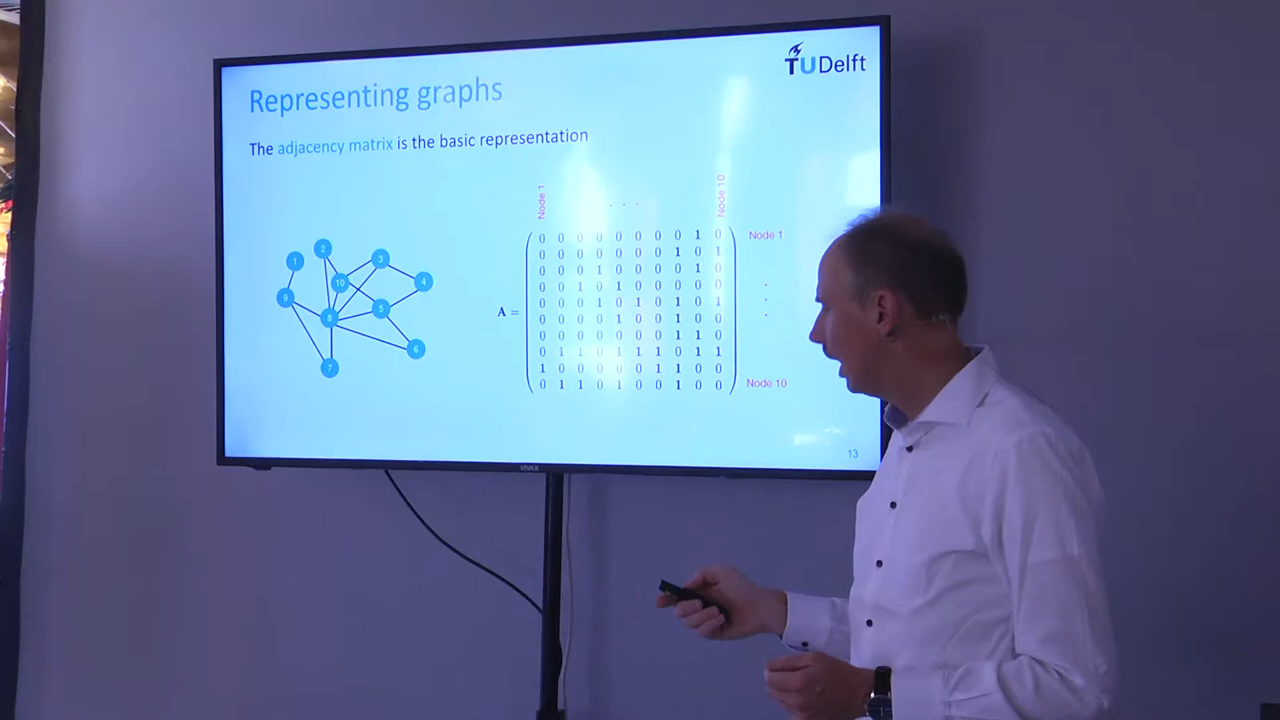 TUDelft
Representing graphs
The adjacency matrix is the basic representation
Node 1
. . .
Node 10
1
2
3
10
4
9
8
5
6
7
A =
0 0 0 0 0 0 0 0 1 0
0 0 0 0 0 0 0 1 0 1
0 0 0 1 0 0 0 0 1 0
0 0 1 0 1 0 0 0 0 0
0 0 0 1 0 1 0 1 0 1
0 0 0 0 1 0 0 1 0 0
0 0 0 0 0 0 0 1 1 0
0 1 1 0 1 1 1 0 1 1
1 0 0 0 0 0 1 1 0 0
0 1 1 0 1 0 0 1 0 0
Node 1
.
.
.
Node 10
13
VIVAX